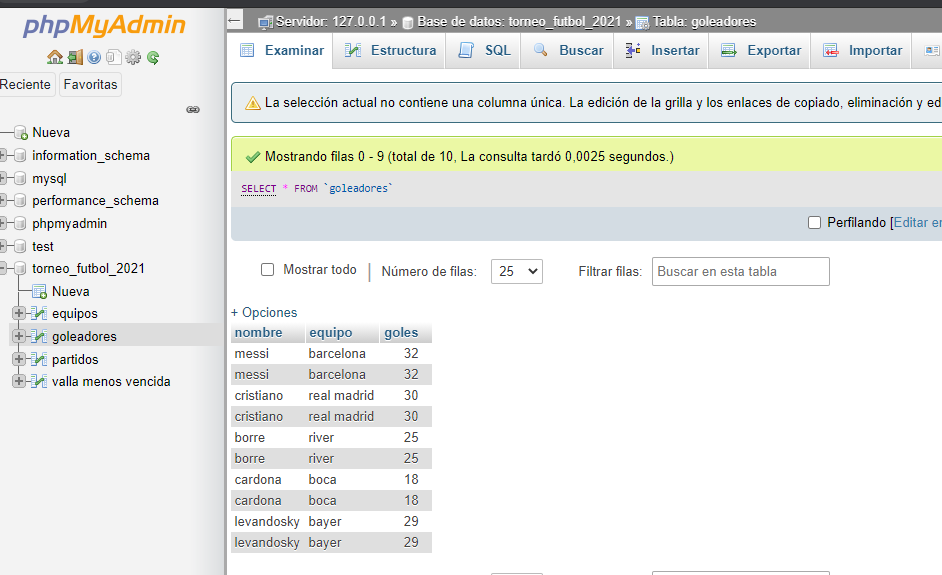 phpMyAdmin
Reciente Favoritas
Nueva
information_schema
mysql
performance_schema
phpmyadmin
test
torneo_futbol_2021
Nueva
equipos
goleadores
partidos
valla menos vencida
Servidor: 127.0.0.1 » Base de datos: torneo_futbol_2021 » Tabla: goleadores
Examinar Estructura SQL Buscar Insertar Exportar Importar
La selección actual no contiene una columna única. La edición de la grilla y los enlaces de copiado, eliminación y ed
Mostrando filas 0 - 9 (total de 10, La consulta tardó 0,0025 segundos.)
SELECT * FROM `goleadores`
Perfilando [Editar en
Mostrar todo | Número de filas: 25 Filtrar filas: Buscar en esta tabla
+ Opciones
nombre equipo goles
messi barcelona 32
messi barcelona 32
cristiano real madrid 30
cristiano real madrid 30
borre river 25
borre river 25
cardona boca 18
cardona boca 18
levandosky bayer 29
levandosky bayer 29